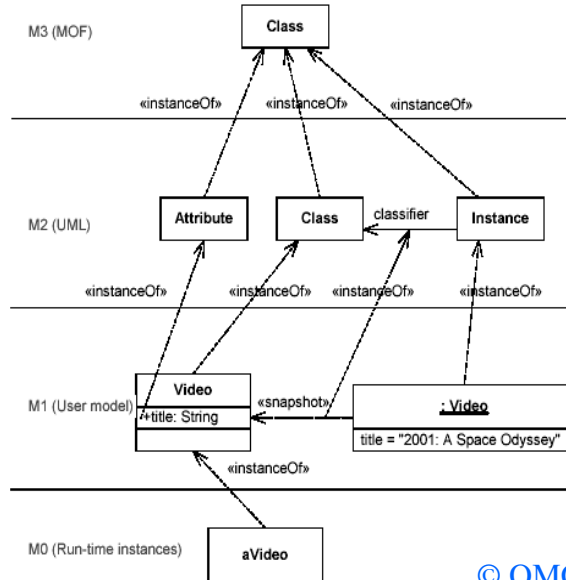 M3 (MOF)
Class
«instanceOf»
«instanceOf»
«instanceOf»
M2 (UML)
Attribute
Class
classifier
Instance
«instanceOf»
«instanceOf»
«instanceOf»
«instanceOf»
M1 (User model)
Video
+title: String
«snapshot»
: Video
title = "2001: A Space Odyssey"
«instanceOf»
M0 (Run-time instances)
aVideo